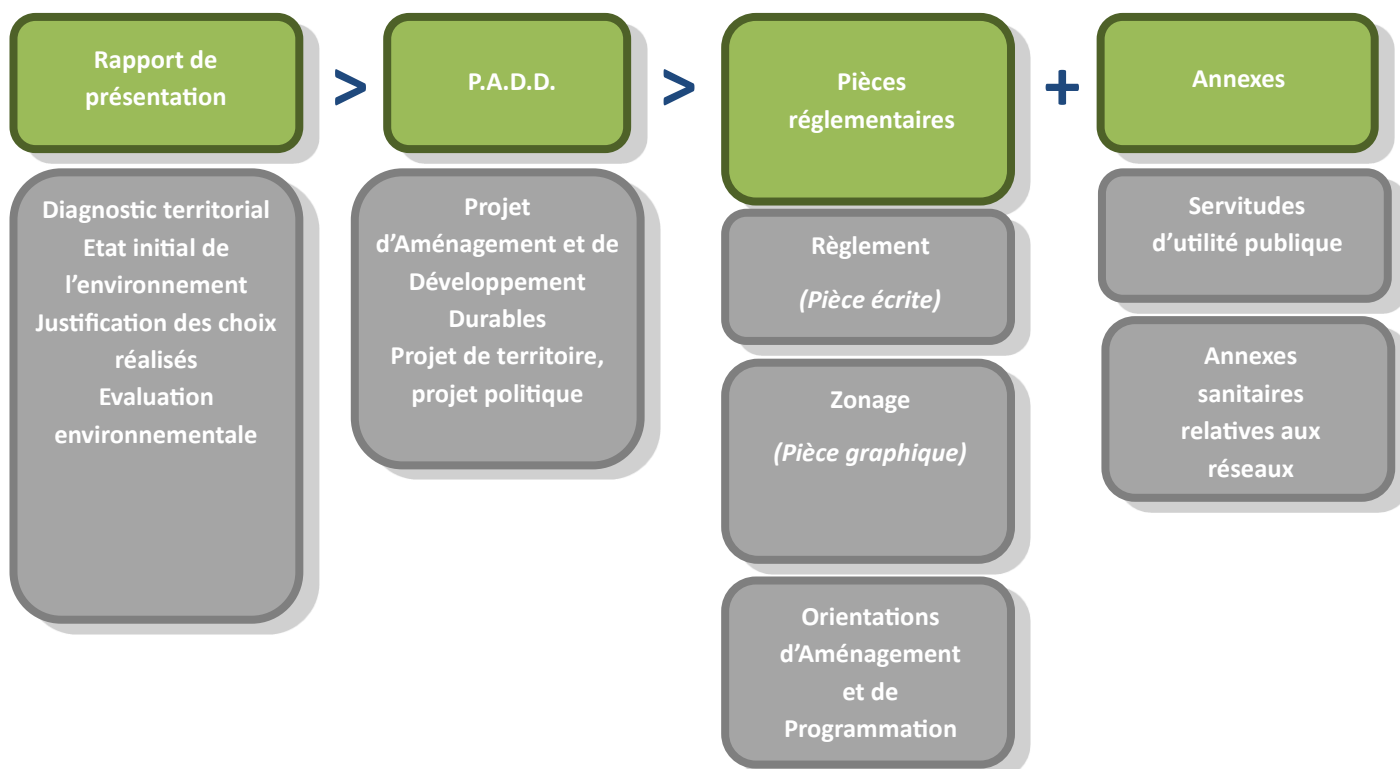 Rapport de
présentation
>
P.A.D.D.
>
Pièces
réglementaires
+
Annexes
Diagnostic territorial
Etat initial de
l’environnement
Justification des choix
réalisés
Evaluation
environnementale
Projet
d’Aménagement et de
Développement
Durables
Projet de territoire,
projet politique
Règlement
(Pièce écrite)
Zonage
(Pièce graphique)
Orientations
d’Aménagement
et de
Programmation
Servitudes
d’utilité publique
Annexes
sanitaires
relatives aux
réseaux